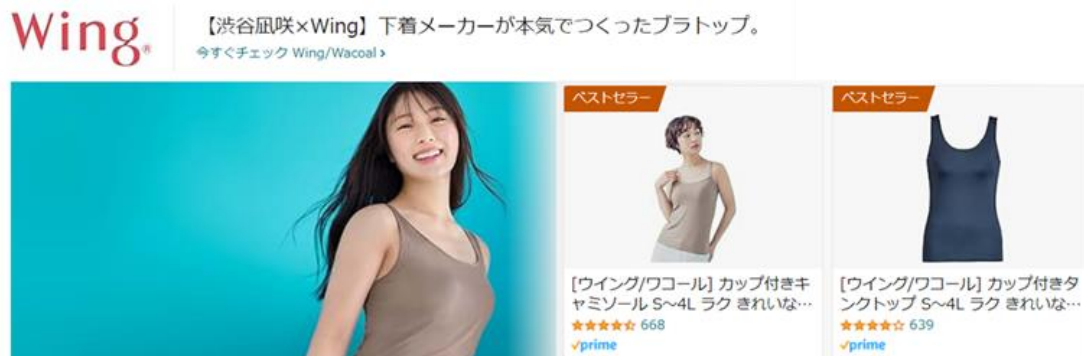 Wing®
【渋谷凪咲×Wing】下着メーカーが本気でつくったブラトップ。
今すぐチェック Wing/Wacoal ›
ベストセラー
[ウイング/ワコール] カップ付きキ
ャミソール S~4L ラク きれいな…
668
✓prime
ベストセラー
[ウイング/ワコール] カップ付きタ
ンクトップ S~4L ラク きれいな…
639
✓prime